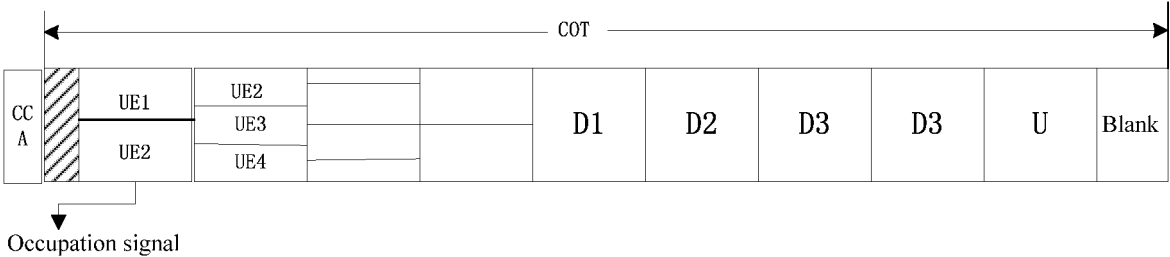 COT
CC
A
UE1
UE2
UE2
UE3
UE4
D1
D2
D3
D3
U
Blank
Occupation signal